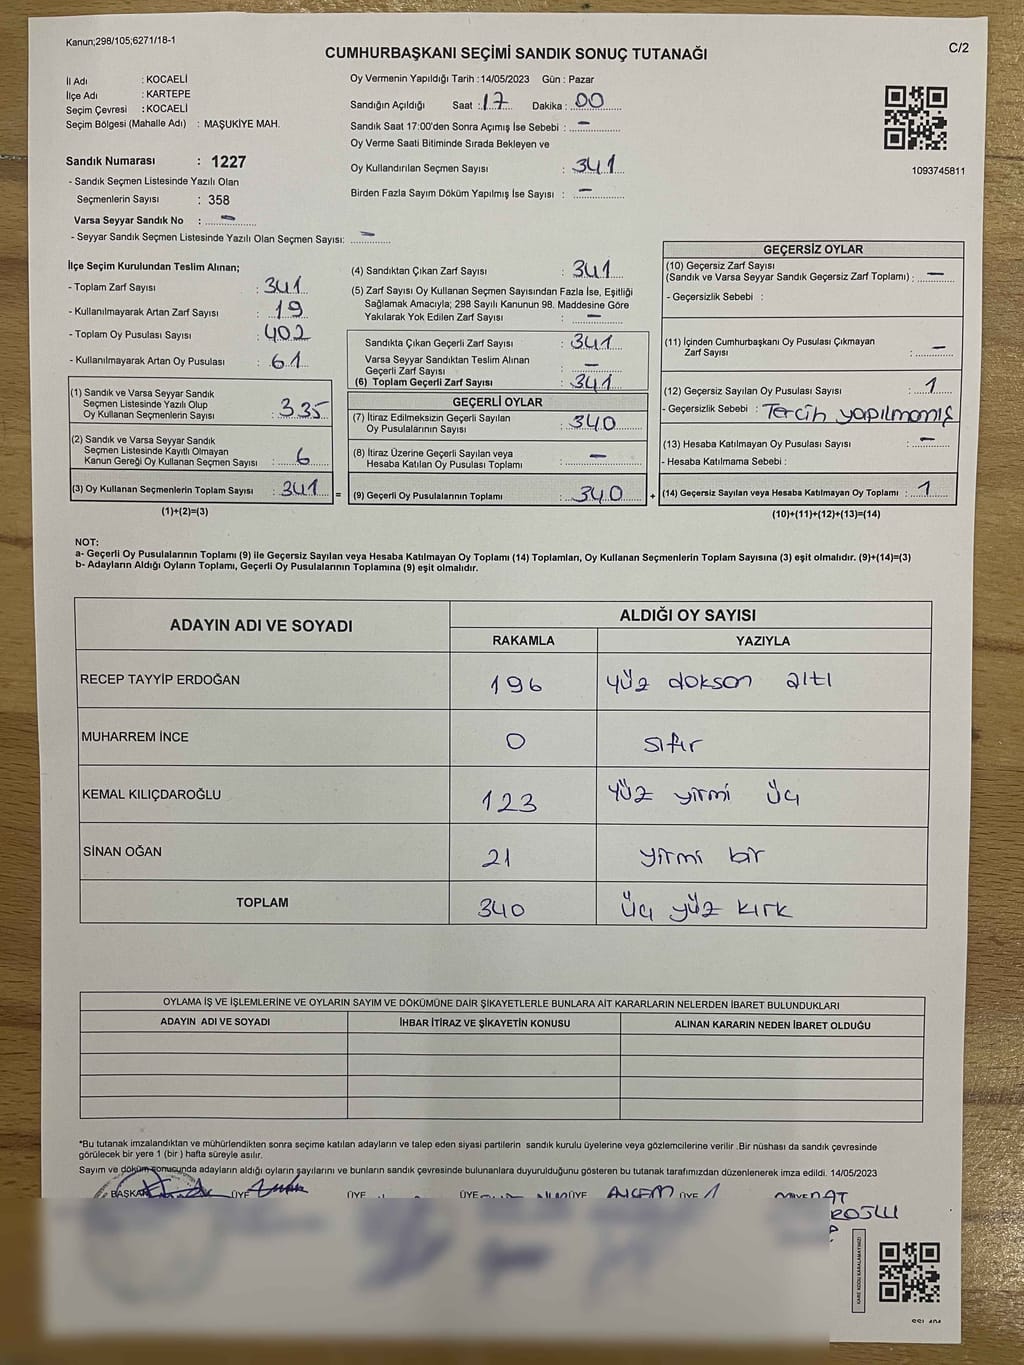 Kanun;298/105;6271/18-1
C/2
CUMHURBAŞKANI SEÇİMİ SANDIK SONUÇ TUTANAĞI
İl Adı : KOCAELİ
İlçe Adı : KARTEPE
Seçim Çevresi : KOCAELİ
Seçim Bölgesi (Mahalle Adı) : MAŞUKİYE MAH.
Sandık Numarası : 1227
- Sandık Seçmen Listesinde Yazılı Olan
Seçmenlerin Sayısı : 358
Varsa Seyyar Sandık No : –
- Seyyar Sandık Seçmen Listesinde Yazılı Olan Seçmen Sayısı: –
Oy Vermenin Yapıldığı Tarih :14/05/2023 Gün : Pazar
Sandığın Açıldığı Saat : 17 Dakika : 00
Sandık Saat 17:00'den Sonra Açımış İse Sebebi : –
Oy Verme Saati Bitiminde Sırada Bekleyen ve
Oy Kullandırılan Seçmen Sayısı : 341
Birden Fazla Sayım Döküm Yapılmış İse Sayısı : –
1093745811
İlçe Seçim Kurulundan Teslim Alınan;
- Toplam Zarf Sayısı : 341
- Kullanılmayarak Artan Zarf Sayısı : 19
- Toplam Oy Pusulası Sayısı : 402
- Kullanılmayarak Artan Oy Pusulası : 61
(1) Sandık ve Varsa Seyyar Sandık
Seçmen Listesinde Yazılı Olup
Oy Kullanan Seçmenlerin Sayısı : 335
(2) Sandık ve Varsa Seyyar Sandık
Seçmen Listesinde Kayıtlı Olmayan
Kanun Gereği Oy Kullanan Seçmen Sayısı : 6
(3) Oy Kullanan Seçmenlerin Toplam Sayısı : 341 =
(1)+(2)=(3)
(4) Sandıktan Çıkan Zarf Sayısı : 341
(5) Zarf Sayısı Oy Kullanan Seçmen Sayısından Fazla İse, Eşitliği
Sağlamak Amacıyla; 298 Sayılı Kanunun 98. Maddesine Göre
Yakılarak Yok Edilen Zarf Sayısı : –
Sandıkta Çıkan Geçerli Zarf Sayısı : 341
Varsa Seyyar Sandıktan Teslim Alınan
Geçerli Zarf Sayısı : –
(6) Toplam Geçerli Zarf Sayısı : 341
GEÇERLİ OYLAR
(7) İtiraz Edilmeksizin Geçerli Sayılan
Oy Pusulalarının Sayısı : 340
(8) İtiraz Üzerine Geçerli Sayılan veya
Hesaba Katılan Oy Pusulası Toplamı : –
(9) Geçerli Oy Pusulalarının Toplamı : 340 +
GEÇERSİZ OYLAR
(10) Geçersiz Zarf Sayısı
(Sandık ve Varsa Seyyar Sandık Geçersiz Zarf Toplamı) : –
- Geçersizlik Sebebi :
(11) İçinden Cumhurbaşkanı Oy Pusulası Çıkmayan
Zarf Sayısı : –
(12) Geçersiz Sayılan Oy Pusulası Sayısı : 1
- Geçersizlik Sebebi : Tercih yapılmamış
(13) Hesaba Katılmayan Oy Pusulası Sayısı : –
- Hesaba Katılmama Sebebi :
(14) Geçersiz Sayılan veya Hesaba Katılmayan Oy Toplamı : 1
(10)+(11)+(12)+(13)=(14)
NOT:
a- Geçerli Oy Pusulalarının Toplamı (9) ile Geçersiz Sayılan veya Hesaba Katılmayan Oy Toplamı (14) Toplamları, Oy Kullanan Seçmenlerin Toplam Sayısına (3) eşit olmalıdır. (9)+(14)=(3)
b- Adayların Aldığı Oyların Toplamı, Geçerli Oy Pusulalarının Toplamına (9) eşit olmalıdır.
ADAYIN ADI VE SOYADI ALDIĞI OY SAYISI
RAKAMLA YAZIYLA
RECEP TAYYİP ERDOĞAN 196 yüz doksan altı
MUHARREM İNCE 0 sıfır
KEMAL KILIÇDAROĞLU 123 yüz yirmi üç
SİNAN OĞAN 21 yirmi bir
TOPLAM 340 üç yüz kırk
OYLAMA İŞ VE İŞLEMLERİNE VE OYLARIN SAYIM VE DÖKÜMÜNE DAİR ŞİKAYETLERLE BUNLARA AİT KARARLARIN NELERDEN İBARET BULUNDUKLARI
ADAYIN ADI VE SOYADI İHBAR İTİRAZ VE ŞİKAYETİN KONUSU ALINAN KARARIN NEDEN İBARET OLDUĞU
*Bu tutanak imzalandıktan ve mühürlendikten sonra seçime katılan adayların ve talep eden siyasi partilerin sandık kurulu üyelerine veya gözlemcilerine verilir .Bir nüshası da sandık çevresinde
görülecek bir yere 1 (bir ) hafta süreyle asılır.
Sayım ve döküm sonucunda adayların aldığı oyların sayılarını ve bunların sandık çevresinde bulunanlara duyurulduğunu gösteren bu tutanak tarafımızdan düzenlenerek imza edildi. 14/05/2023
BAŞKAN ÜYE ÜYE ÜYE ÜYE ÜYE
KARE KODU KARALAMAYINIZ!